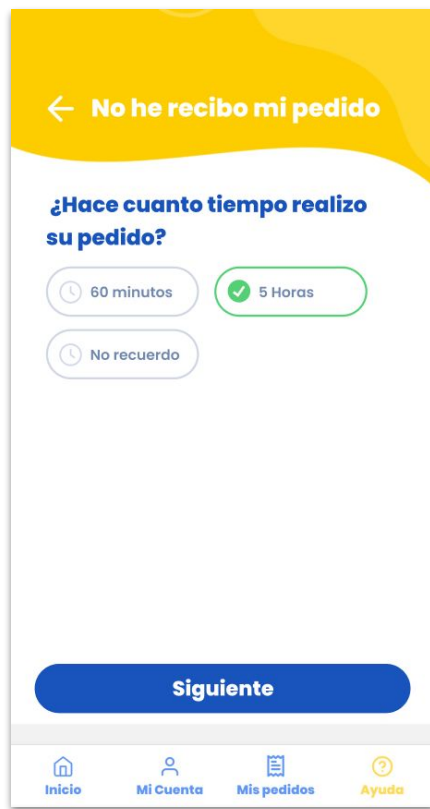 No he recibo mi pedido
¿Hace cuanto tiempo realizo
su pedido?
60 minutos
5 Horas
No recuerdo
Siguiente
Inicio
Mi Cuenta
Mis pedidos
Ayuda